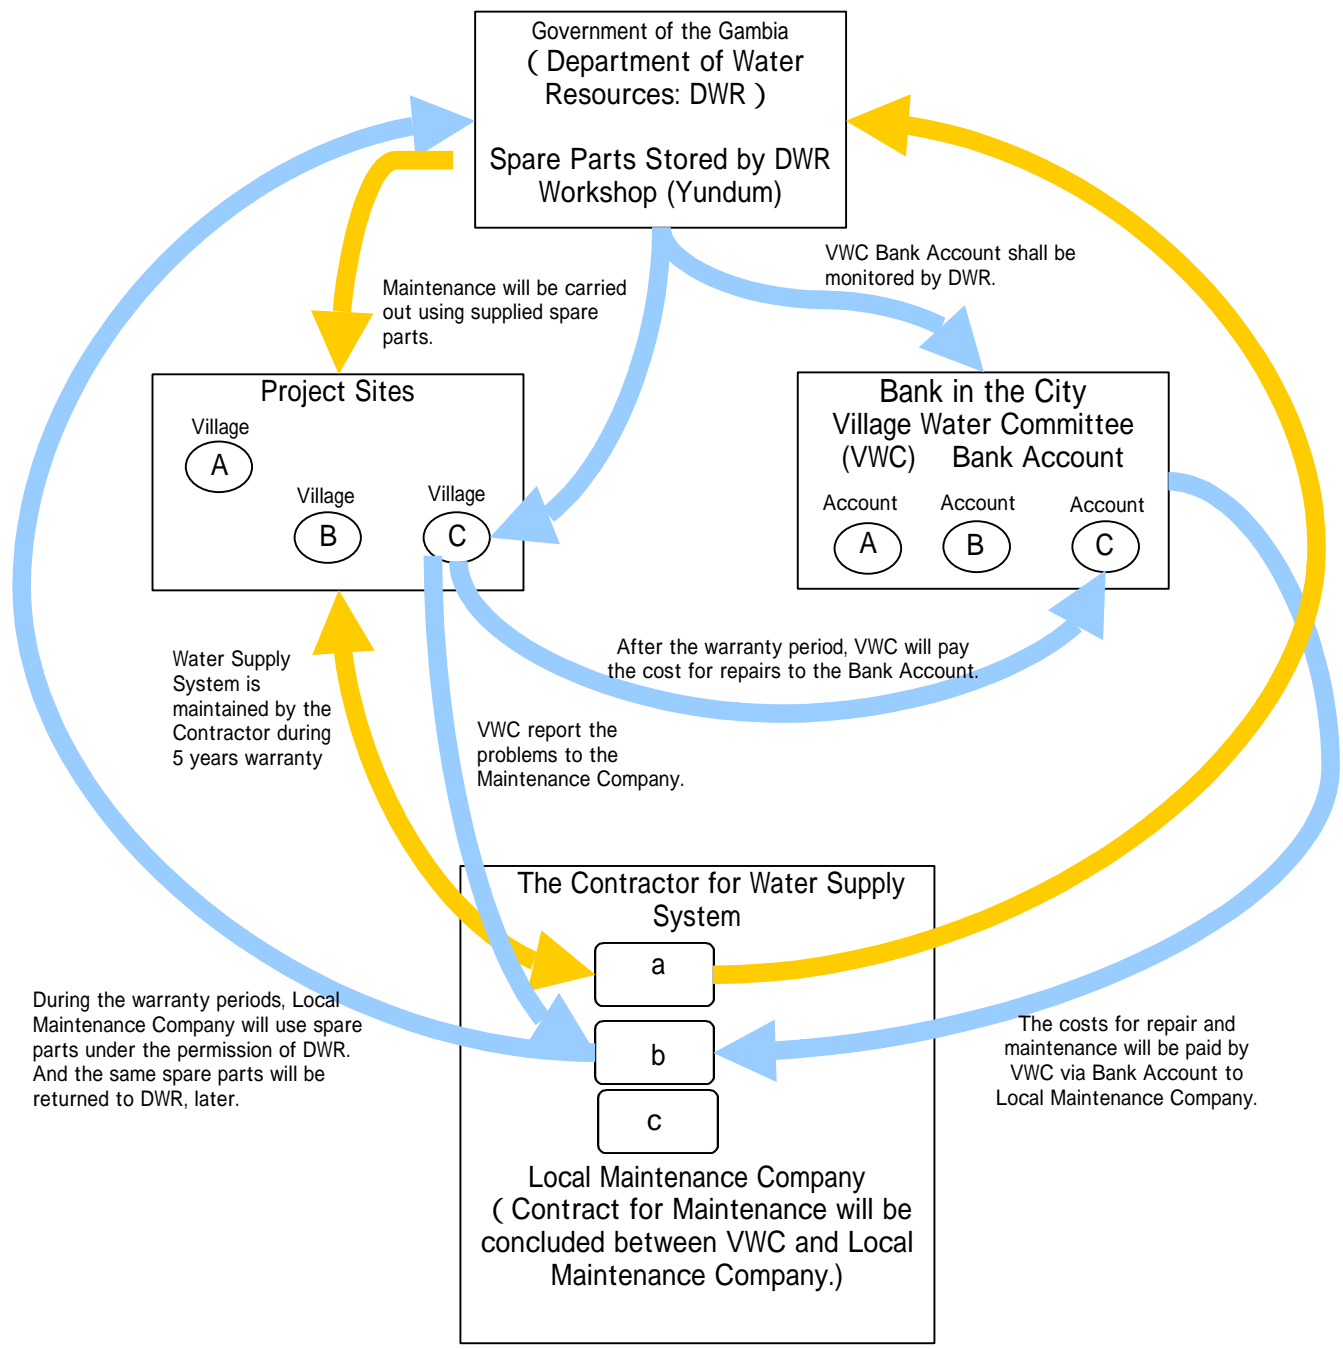 Government of the Gambia
( Department of Water
Resources: DWR )
Spare Parts Stored by DWR
Workshop (Yundum)
VWC Bank Account shall be
monitored by DWR.
Maintenance will be carried
out using supplied spare
parts.
Project Sites
Village
A
Village
B
Village
C
Bank in the City
Village Water Committee
(VWC) Bank Account
Account
A
Account
B
Account
C
After the warranty period, VWC will pay
the cost for repairs to the Bank Account.
Water Supply
System is
maintained by the
Contractor during
5 years warranty
VWC report the
problems to the
Maintenance Company.
The Contractor for Water Supply
System
a
b
c
Local Maintenance Company
( Contract for Maintenance will be
concluded between VWC and Local
Maintenance Company.)
During the warranty periods, Local
Maintenance Company will use spare
parts under the permission of DWR.
And the same spare parts will be
returned to DWR, later.
The costs for repair and
maintenance will be paid by
VWC via Bank Account to
Local Maintenance Company.